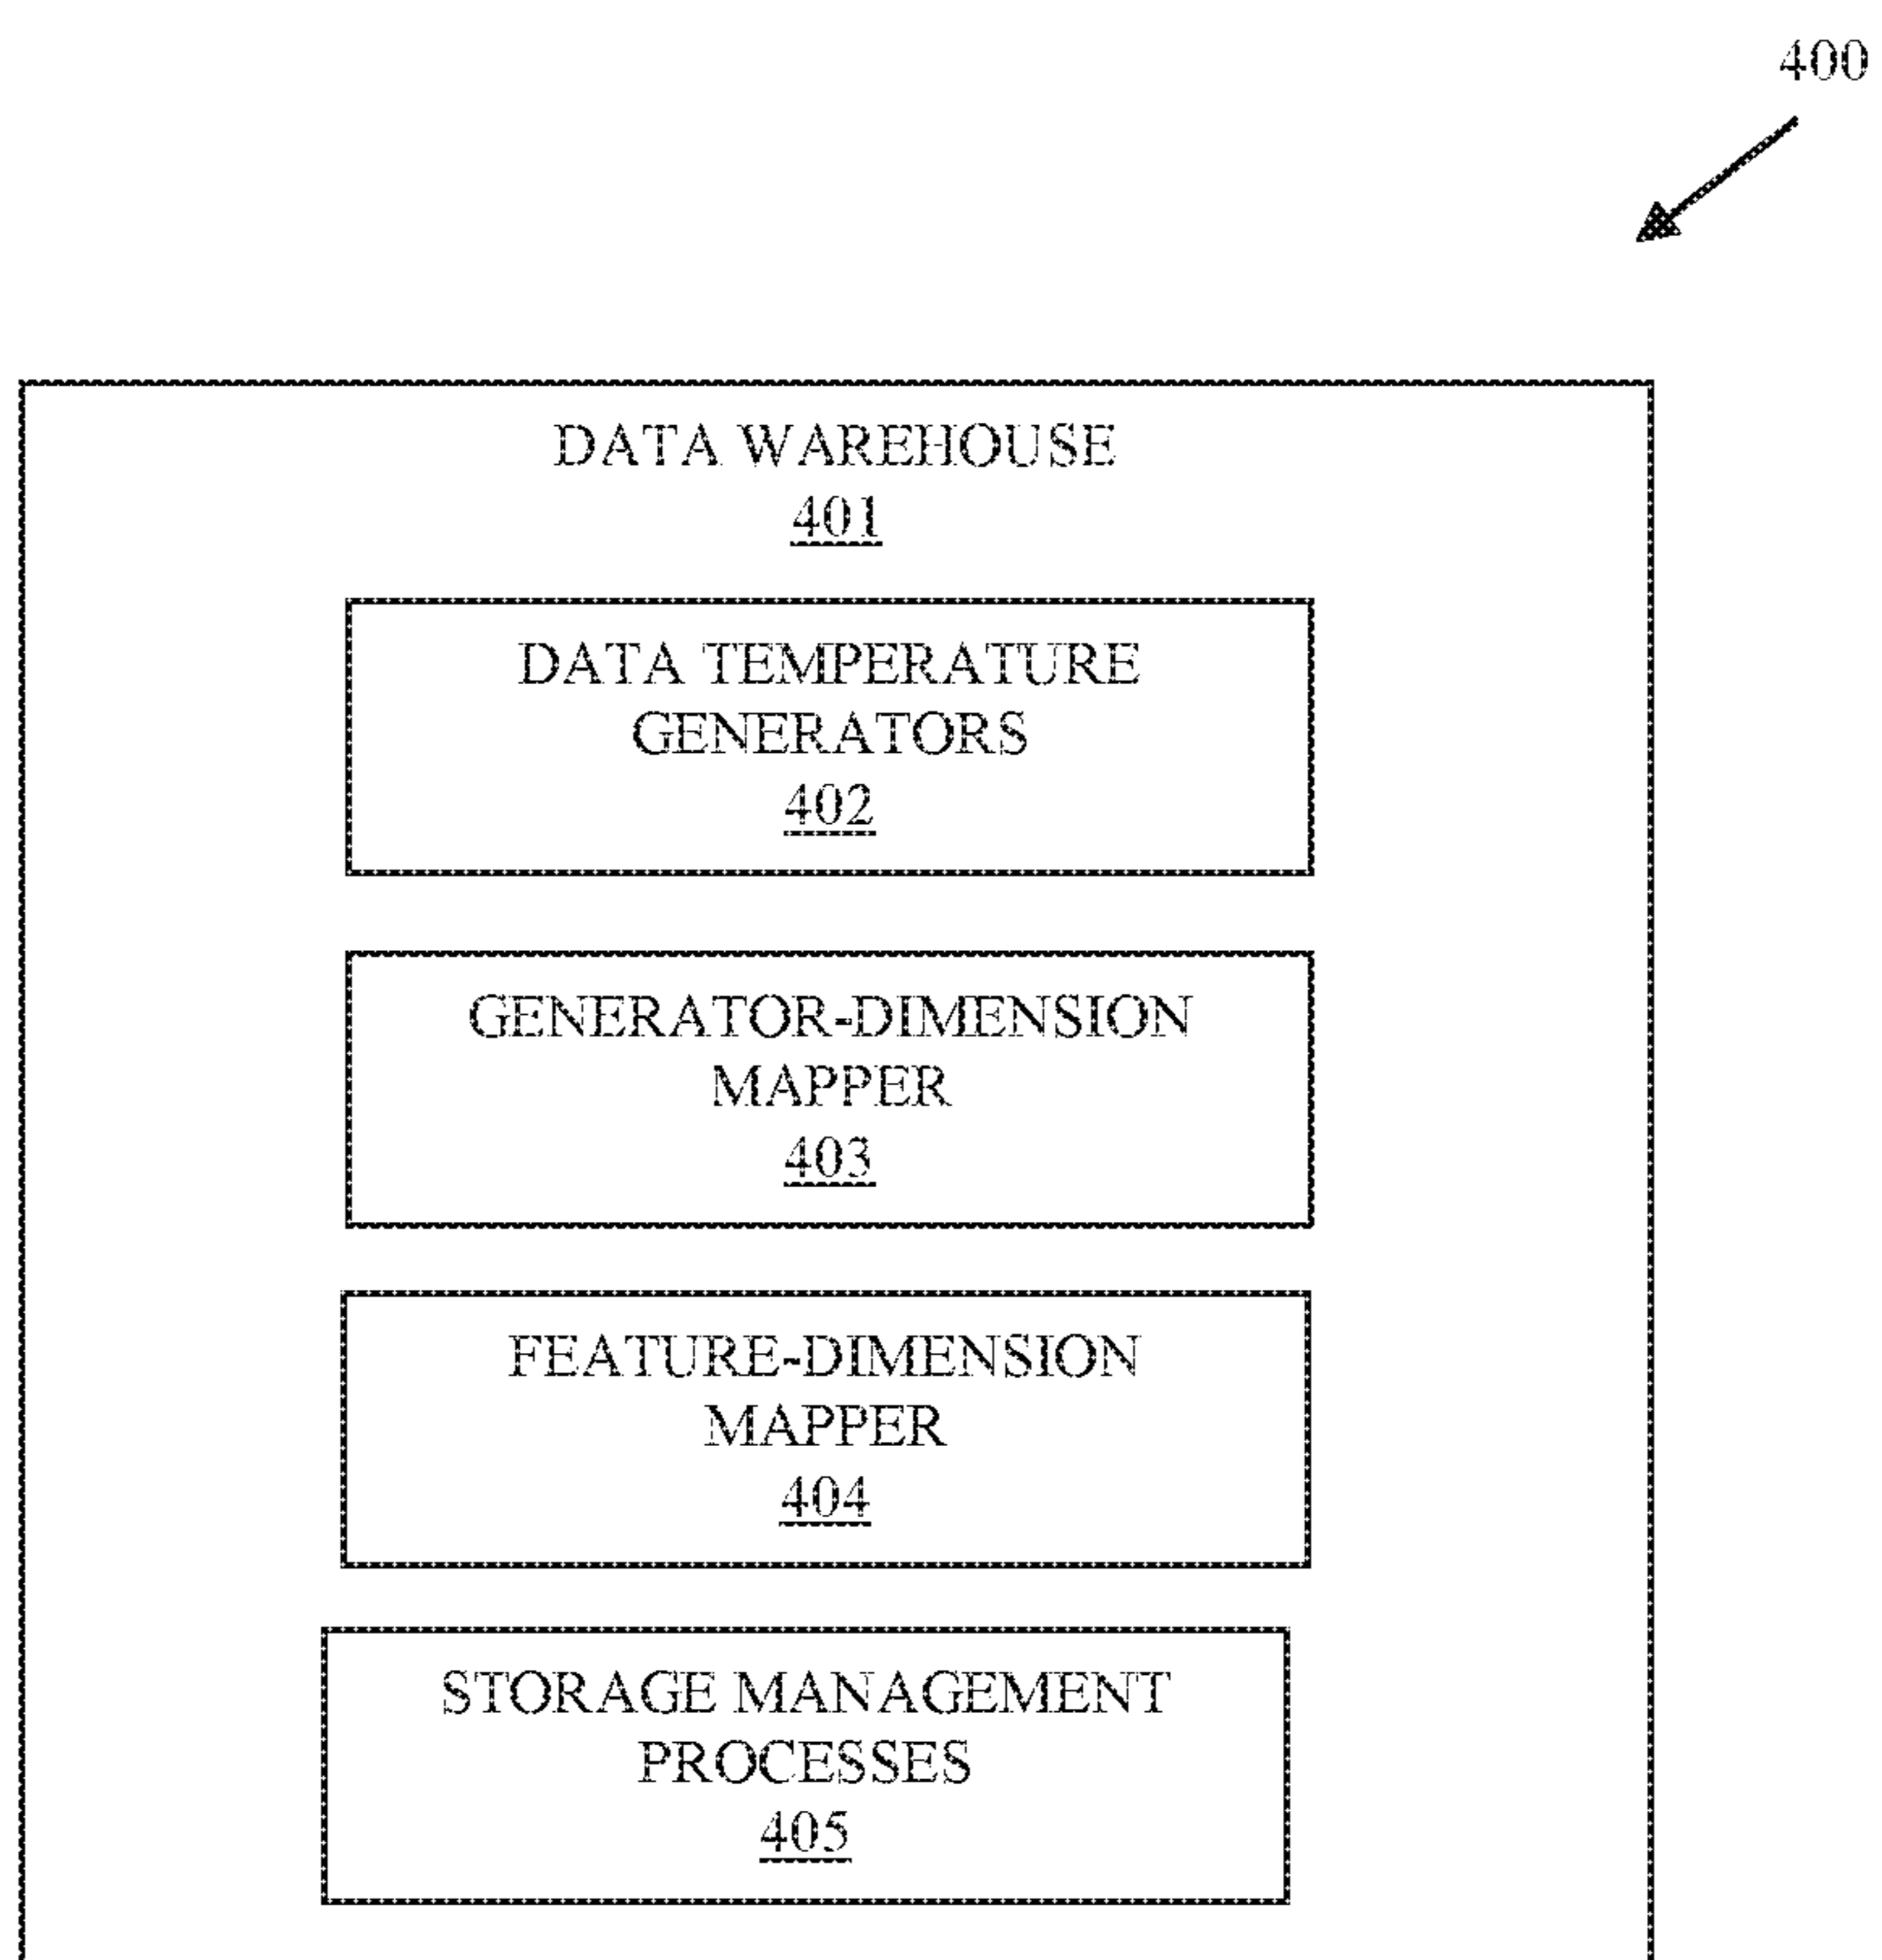 400
DATA WAREHOUSE
401
DATA TEMPERATURE
GENERATORS
402
GENERATOR-DIMENSION
MAPPER
403
FEATURE-DIMENSION
MAPPER
404
STORAGE MANAGEMENT
PROCESSES
405